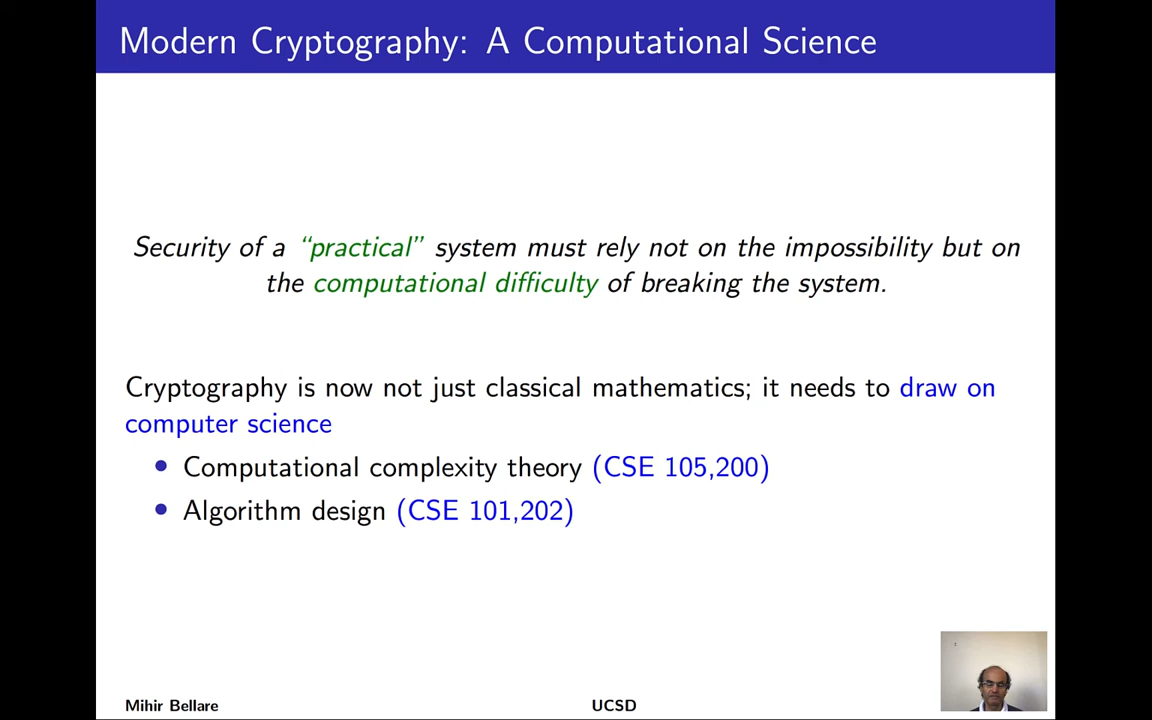 Modern Cryptography: A Computational Science
Security of a “practical” system must rely not on the impossibility but on
the computational difficulty of breaking the system.
Cryptography is now not just classical mathematics; it needs to draw on
computer science
• Computational complexity theory (CSE 105,200)
• Algorithm design (CSE 101,202)
Mihir Bellare UCSD